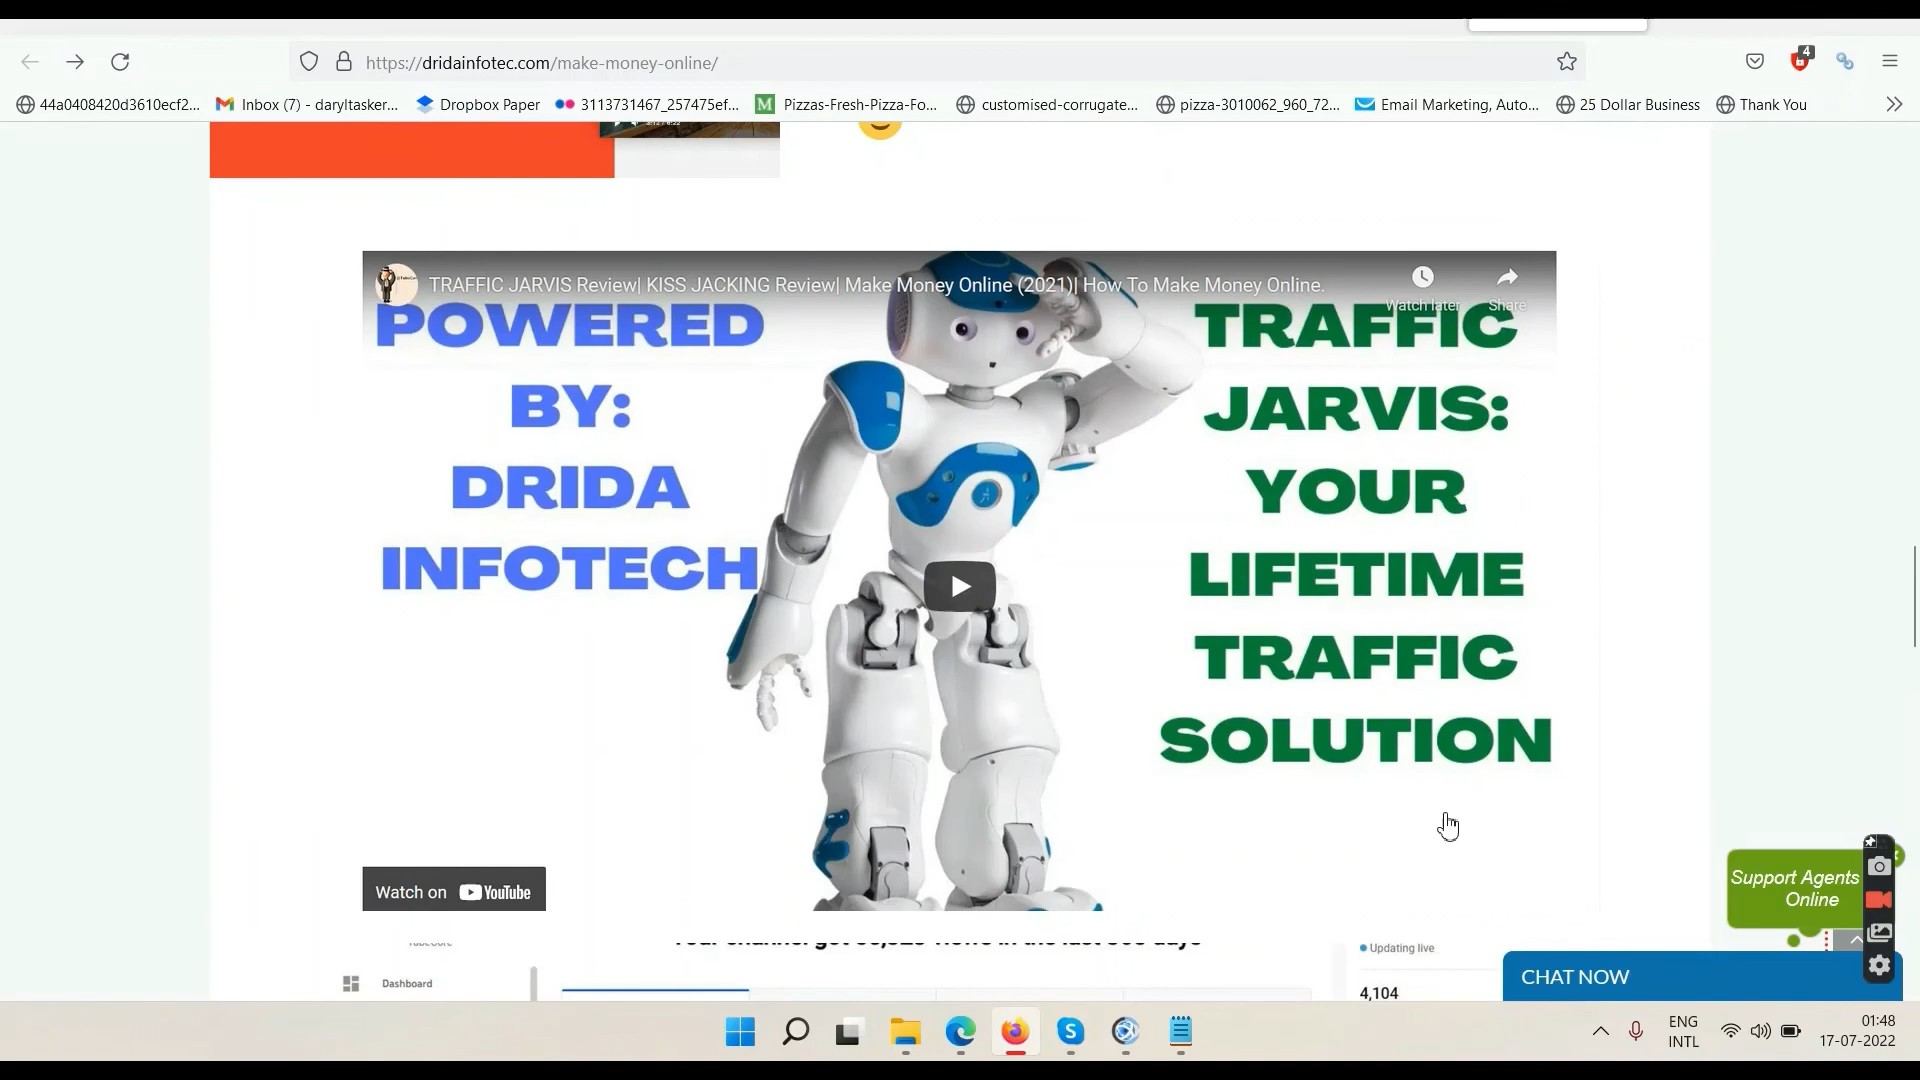 https://dridainfotec.com/make-money-online/
4
44a0408420d3610ecf2...
Inbox (7) - daryltasker...
Dropbox Paper
3113731467_257475ef...
M
Pizzas-Fresh-Pizza-Fo...
customised-corrugate...
pizza-3010062_960_72...
Email Marketing, Auto...
25 Dollar Business
Thank You
TRAFFIC JARVIS Review| KISS JACKING Review| Make Money Online (2021)| How To Make Money Online.
Watch later
Share
POWERED
BY:
DRIDA
INFOTECH
TRAFFIC
JARVIS:
YOUR
LIFETIME
TRAFFIC
SOLUTION
Watch on YouTube
Support Agents
Online
Updating live
Dashboard
4,104
CHAT NOW
ENG
INTL
01:48
17-07-2022